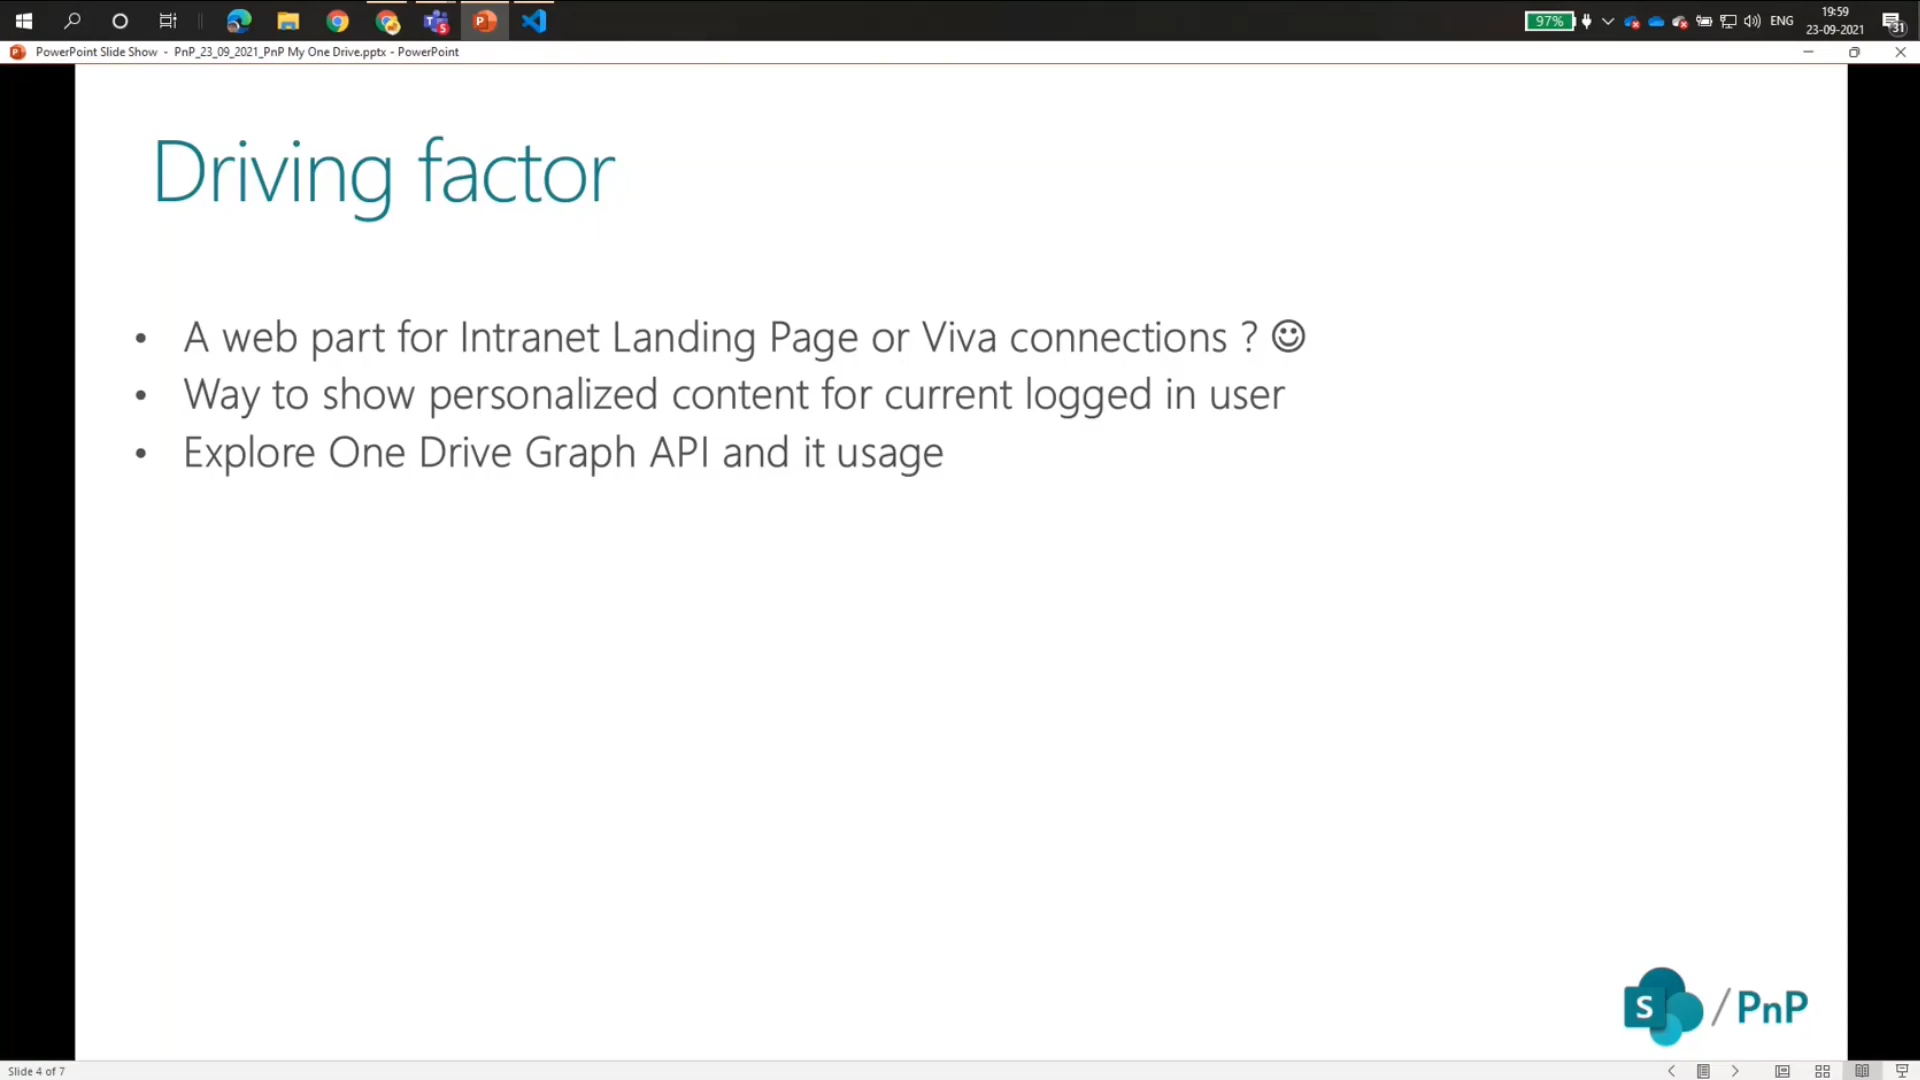 97%
ENG
19:59
23-09-2021
31
PowerPoint Slide Show - PnP_23_09_2021_PnP My One Drive.pptx - PowerPoint
Driving factor
• A web part for Intranet Landing Page or Viva connections ? ☺
• Way to show personalized content for current logged in user
• Explore One Drive Graph API and it usage
S / PnP
Slide 4 of 7